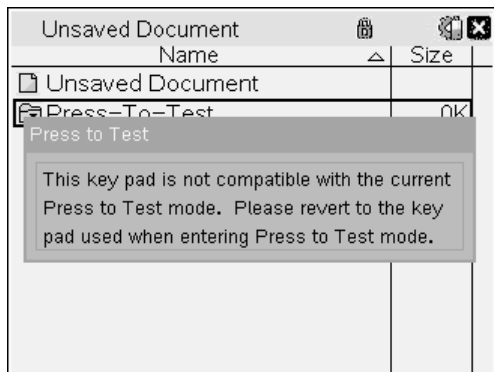 Unsaved Document
Name Size
Unsaved Document
Press-To-Test 0K
Press to Test
This key pad is not compatible with the current
Press to Test mode. Please revert to the key
pad used when entering Press to Test mode.